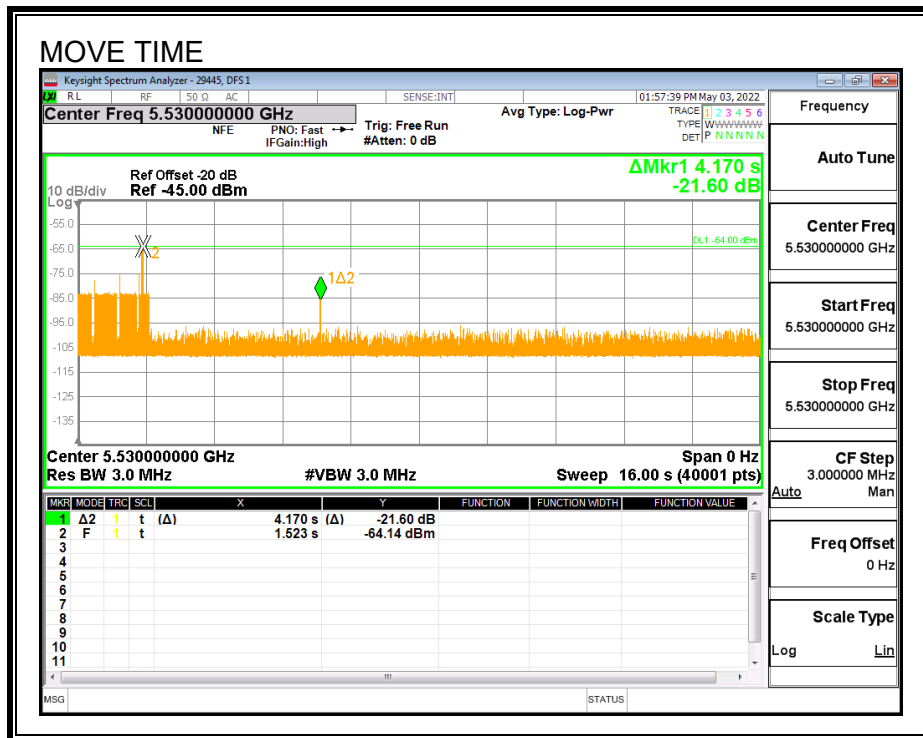 MOVE TIME
Keysight Spectrum Analyzer - 29445, DFS 1
LXI RL RF 50 Ω AC SENSE:INT 01:57:39 PM May 03, 2022
Center Freq 5.530000000 GHz
NFE PNO: Fast Trig: Free Run
IFGain:High #Atten: 0 dB
Avg Type: Log-Pwr
TRACE 1 2 3 4 5 6
TYPE WWWWWWW
DET P N N N N N
Frequency
Auto Tune
Center Freq
5.530000000 GHz
Start Freq
5.530000000 GHz
Stop Freq
5.530000000 GHz
CF Step
3.000000 MHz
Auto Man
Freq Offset
0 Hz
Scale Type
Log Lin
ΔMkr1 4.170 s
-21.60 dB
Ref Offset -20 dB
10 dB/div Ref -45.00 dBm
Log
-55.0
-65.0
-75.0
-85.0
-95.0
-105
-115
-125
-135
DL1 -64.00 dBm
2
1Δ2
Center 5.530000000 GHz Span 0 Hz
Res BW 3.0 MHz #VBW 3.0 MHz Sweep 16.00 s (40001 pts)
MKR MODE TRC SCL X Y FUNCTION FUNCTION WIDTH FUNCTION VALUE
1 Δ2 1 t (Δ) 4.170 s (Δ) -21.60 dB
2 F 1 t 1.523 s -64.14 dBm
3
4
5
6
7
8
9
10
11
MSG STATUS